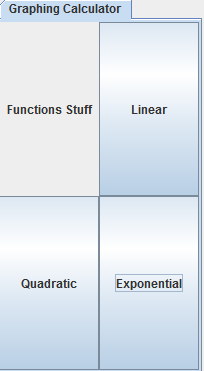 Graphing Calculator
Functions Stuff
Linear
Quadratic
Exponential